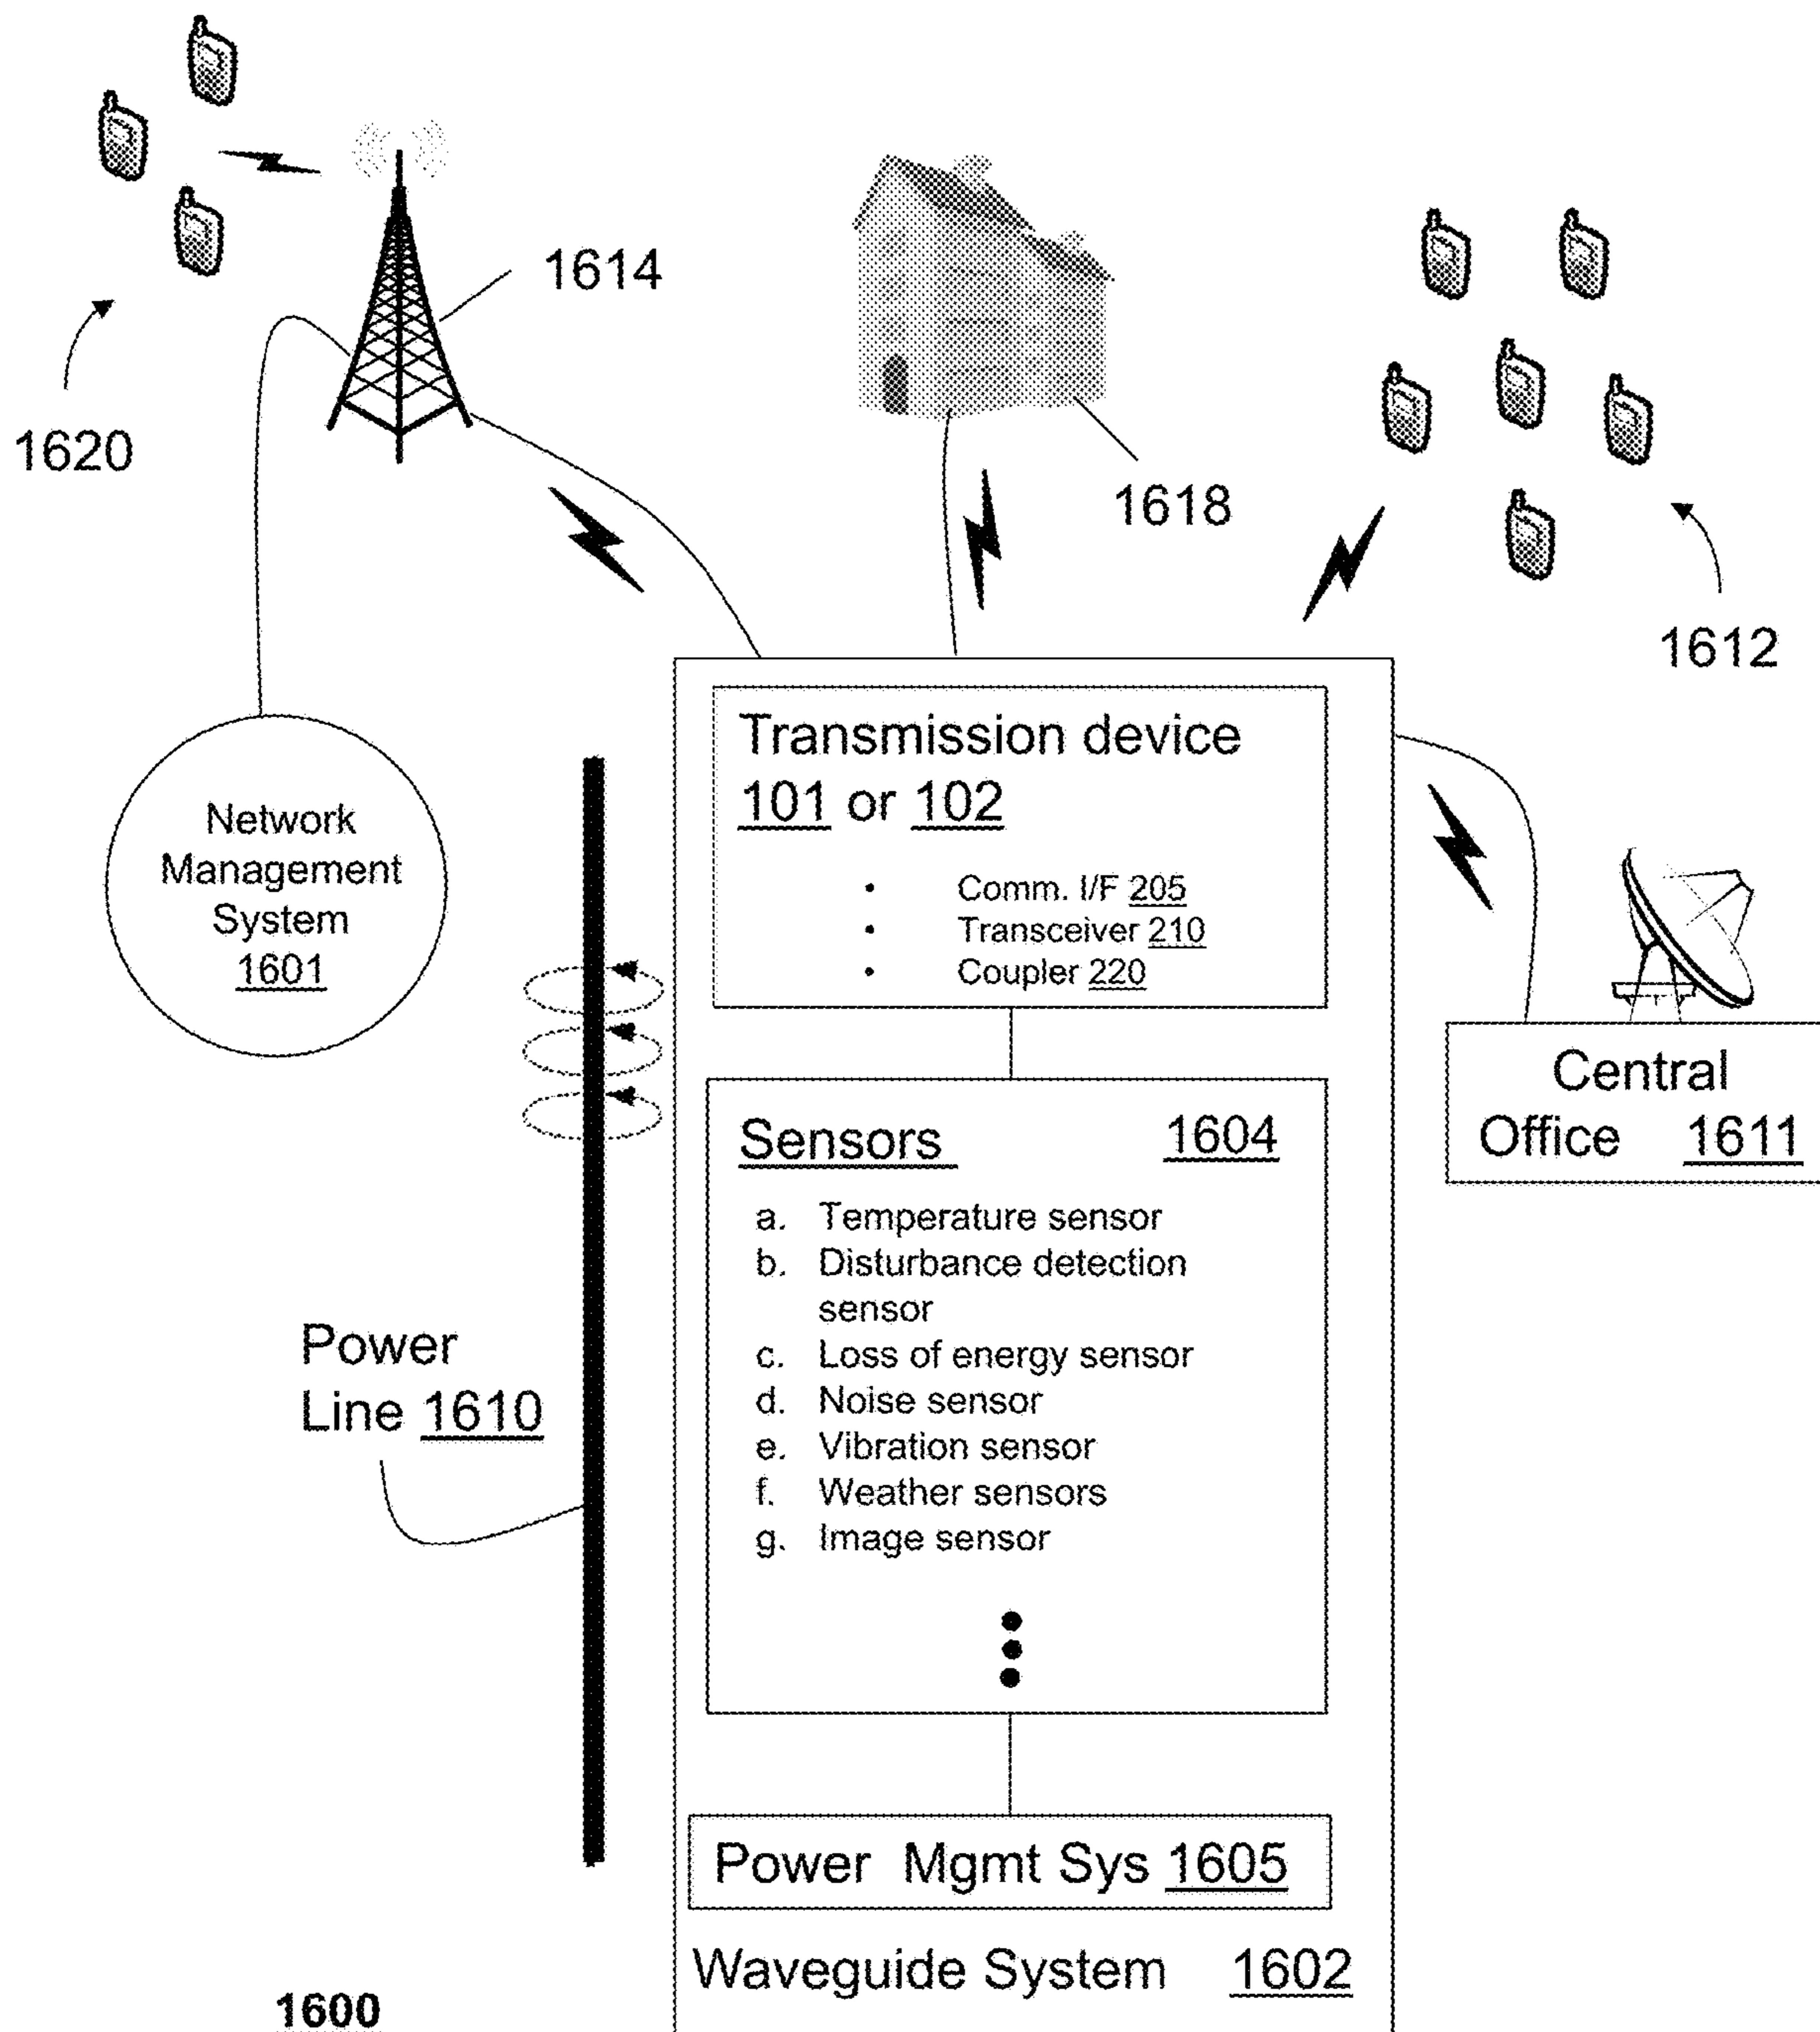 1614
1620
1618
1612
Network
Management
System
1601
Transmission device
101 or 102
• Comm. I/F 205
• Transceiver 210
• Coupler 220
Central
Office 1611
Sensors 1604
a. Temperature sensor
b. Disturbance detection
sensor
c. Loss of energy sensor
d. Noise sensor
e. Vibration sensor
f. Weather sensors
g. Image sensor
Power
Line 1610
Power Mgmt Sys 1605
Waveguide System 1602
1600